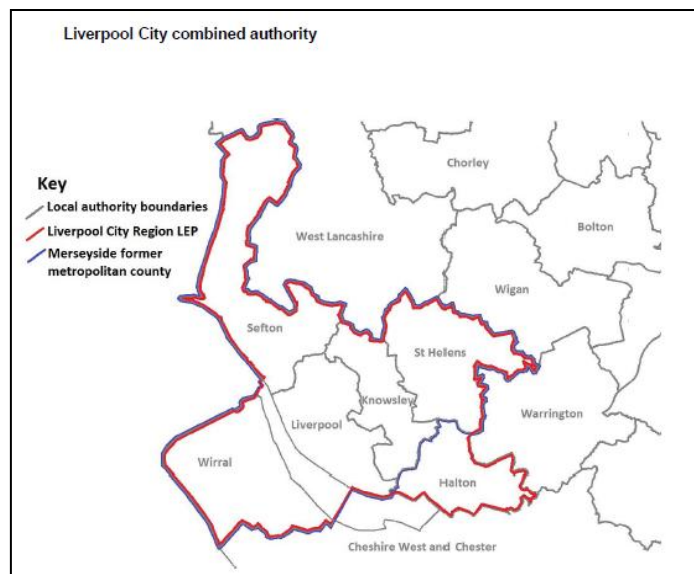 Liverpool City combined authority
Chorley
Key
Local authority boundaries
Liverpool City Region LEP
Merseyside former
metropolitan county
West Lancashire
Bolton
Wigan
Sefton
St Helens
Knowsley
Warrington
Liverpool
Wirral
Halton
Cheshire West and Chester